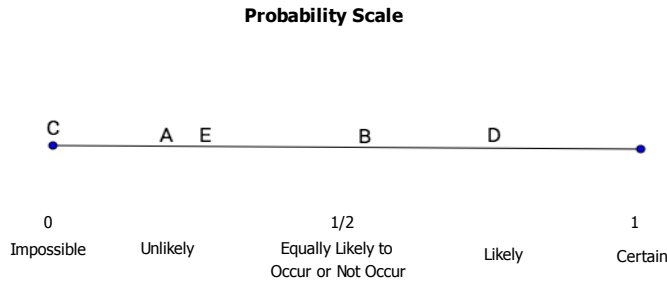 Probability Scale
C A E B D
0 1/2 1
Impossible Unlikely Equally Likely to Likely Certain
Occur or Not Occur